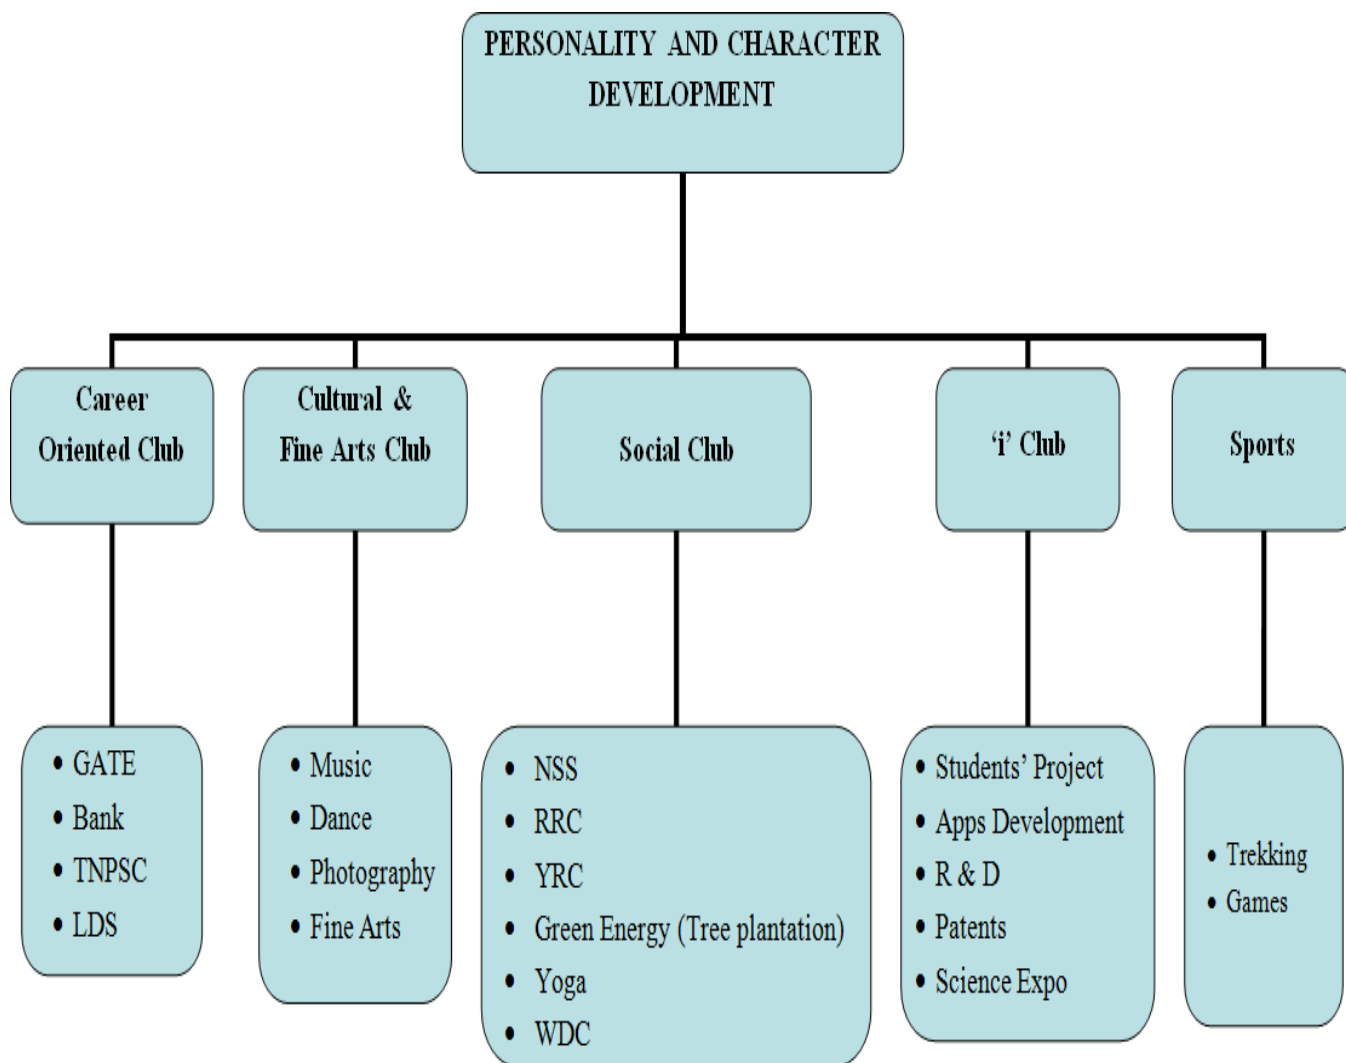 PERSONALITY AND CHARACTER
DEVELOPMENT
Career
Oriented Club
Cultural &
Fine Arts Club
Social Club
‘i’ Club
Sports
• GATE
• Bank
• TNPSC
• LDS
• Music
• Dance
• Photography
• Fine Arts
• NSS
• RRC
• YRC
• Green Energy (Tree plantation)
• Yoga
• WDC
• Students’ Project
• Apps Development
• R & D
• Patents
• Science Expo
• Trekking
• Games